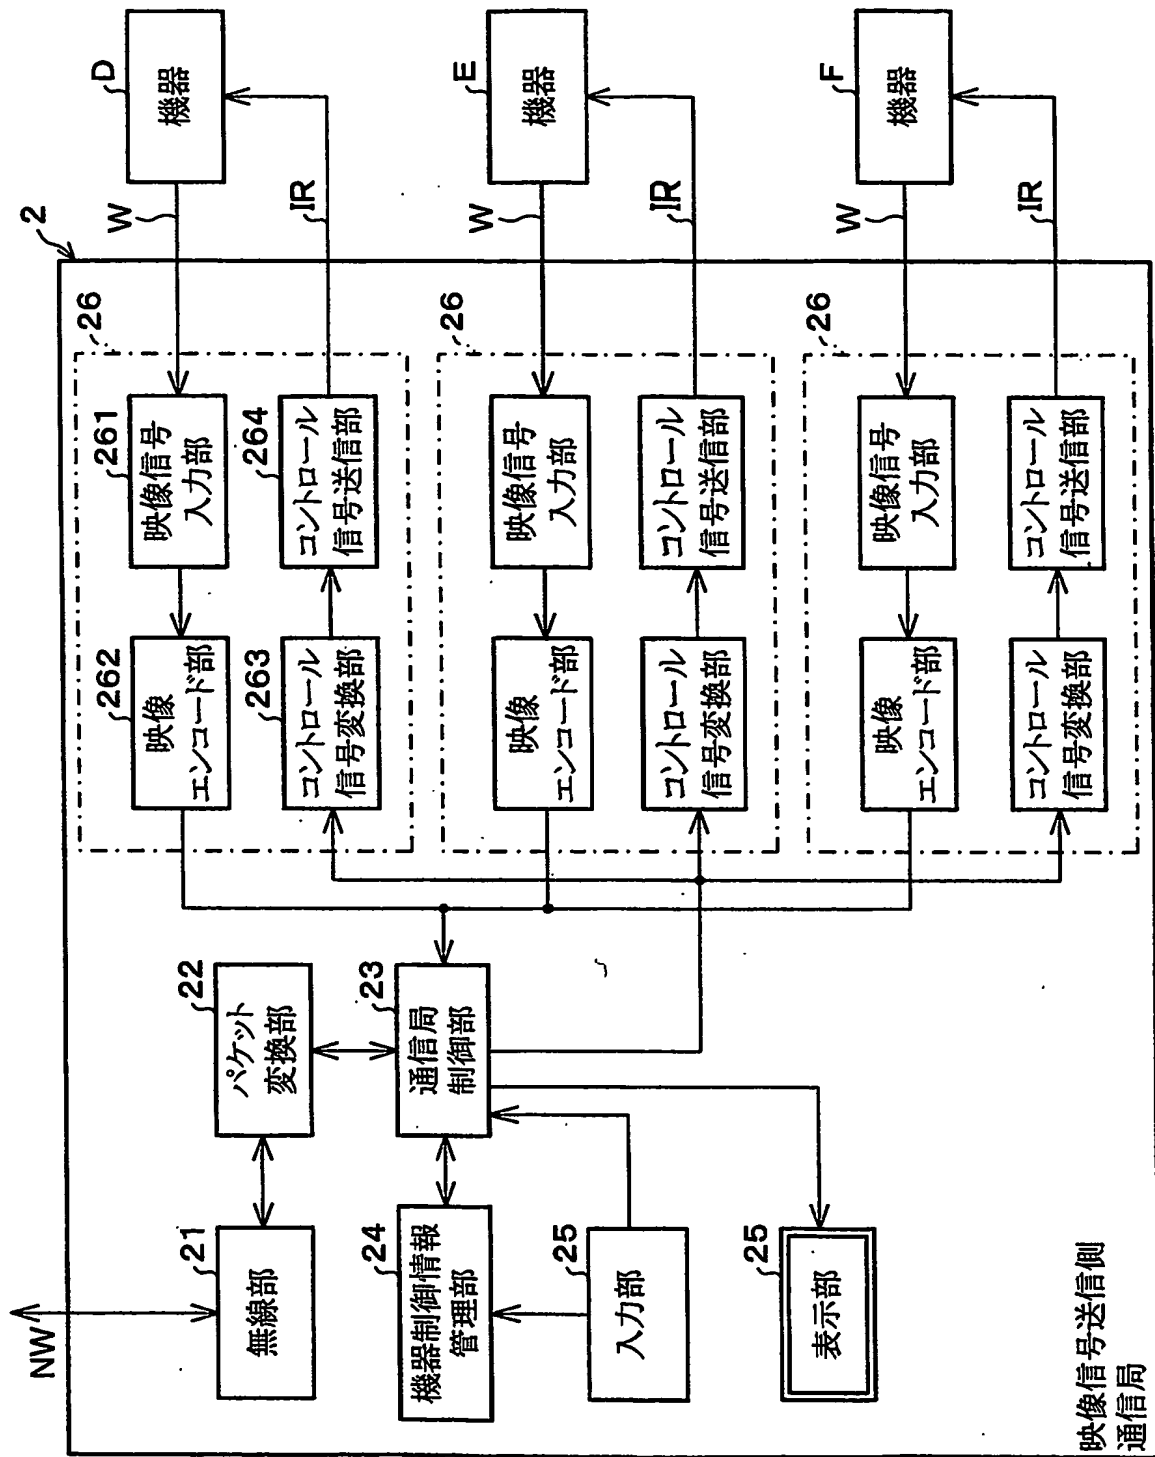 NW
2
21
無線部
22
パケット
変換部
23
通信局
制御部
24
機器制御情報
管理部
25
入力部
25
表示部
26
262
映像
エンコード部
261
映像信号
入力部
263
コントロール
信号変換部
264
コントロール
信号送信部
W
IR
D
機器
26
映像
エンコード部
映像信号
入力部
コントロール
信号変換部
コントロール
信号送信部
W
IR
E
機器
26
映像
エンコード部
映像信号
入力部
コントロール
信号変換部
コントロール
信号送信部
W
IR
F
機器
映像信号送信側
通信局